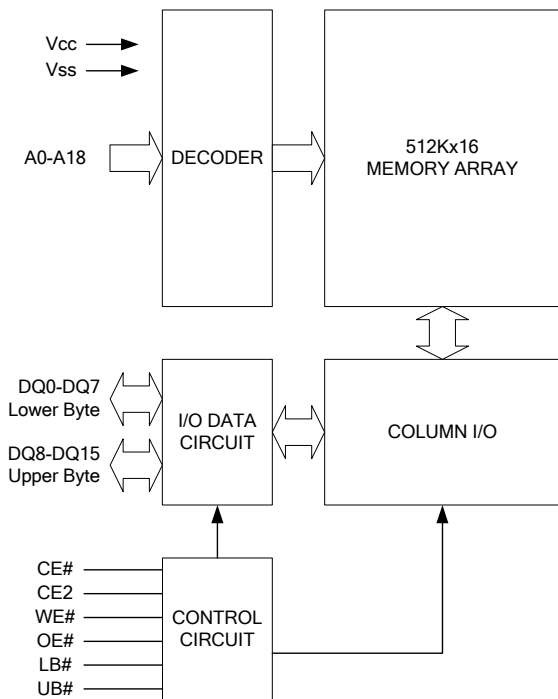 Vcc
Vss
A0-A18
DECODER
512Kx16
MEMORY ARRAY
DQ0-DQ7
Lower Byte
DQ8-DQ15
Upper Byte
I/O DATA
CIRCUIT
COLUMN I/O
CE#
CE2
WE#
OE#
LB#
UB#
CONTROL
CIRCUIT